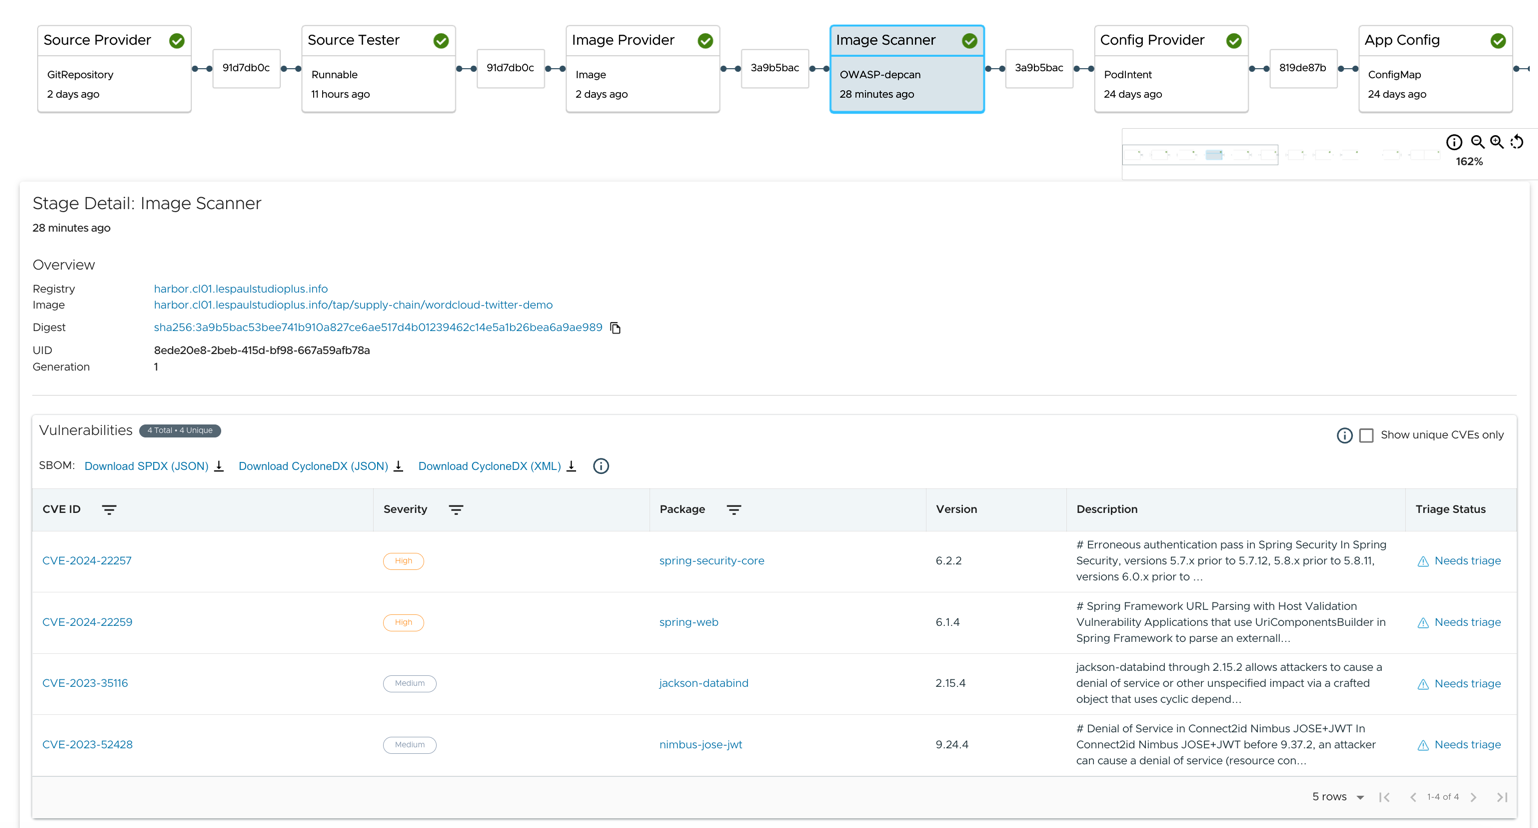 Source Provider
GitRepository
2 days ago
91d7db0c
Source Tester
Runnable
11 hours ago
91d7db0c
Image Provider
Image
2 days ago
3a9b5bac
Image Scanner
OWASP-depcan
28 minutes ago
3a9b5bac
Config Provider
PodIntent
24 days ago
819de87b
App Config
ConfigMap
24 days ago
162%
Stage Detail: Image Scanner
28 minutes ago
Overview
Registry harbor.cl01.lespaulstudioplus.info
Image harbor.cl01.lespaulstudioplus.info/tap/supply-chain/wordcloud-twitter-demo
Digest sha256:3a9b5bac53bee741b910a827ce6ae517d4b01239462c14e5a1b26bea6a9ae989
UID 8ede20e8-2beb-415d-bf98-667a59afb78a
Generation 1
Vulnerabilities 4 Total • 4 Unique
Show unique CVEs only
SBOM: Download SPDX (JSON) Download CycloneDX (JSON) Download CycloneDX (XML)
CVE ID Severity Package Version Description Triage Status
CVE-2024-22257 High spring-security-core 6.2.2
# Erroneous authentication pass in Spring Security In Spring
Security, versions 5.7.x prior to 5.7.12, 5.8.x prior to 5.8.11,
versions 6.0.x prior to ...
Needs triage
CVE-2024-22259 High spring-web 6.1.4
# Spring Framework URL Parsing with Host Validation
Vulnerability Applications that use UriComponentsBuilder in
Spring Framework to parse an externall...
Needs triage
CVE-2023-35116 Medium jackson-databind 2.15.4
jackson-databind through 2.15.2 allows attackers to cause a
denial of service or other unspecified impact via a crafted
object that uses cyclic depend...
Needs triage
CVE-2023-52428 Medium nimbus-jose-jwt 9.24.4
# Denial of Service in Connect2id Nimbus JOSE+JWT In
Connect2id Nimbus JOSE+JWT before 9.37.2, an attacker
can cause a denial of service (resource con...
Needs triage
5 rows 1-4 of 4